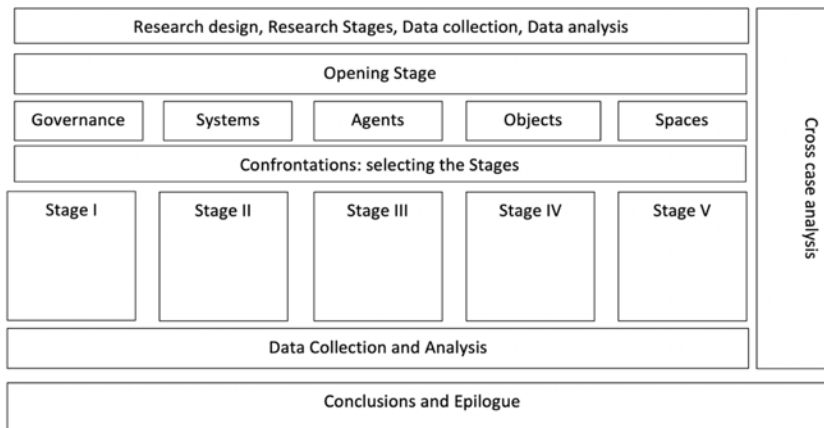 Research design, Research Stages, Data collection, Data analysis
Opening Stage
Governance
Systems
Agents
Objects
Spaces
Confrontations: selecting the Stages
Stage I
Stage II
Stage III
Stage IV
Stage V
Data Collection and Analysis
Cross case analysis
Conclusions and Epilogue